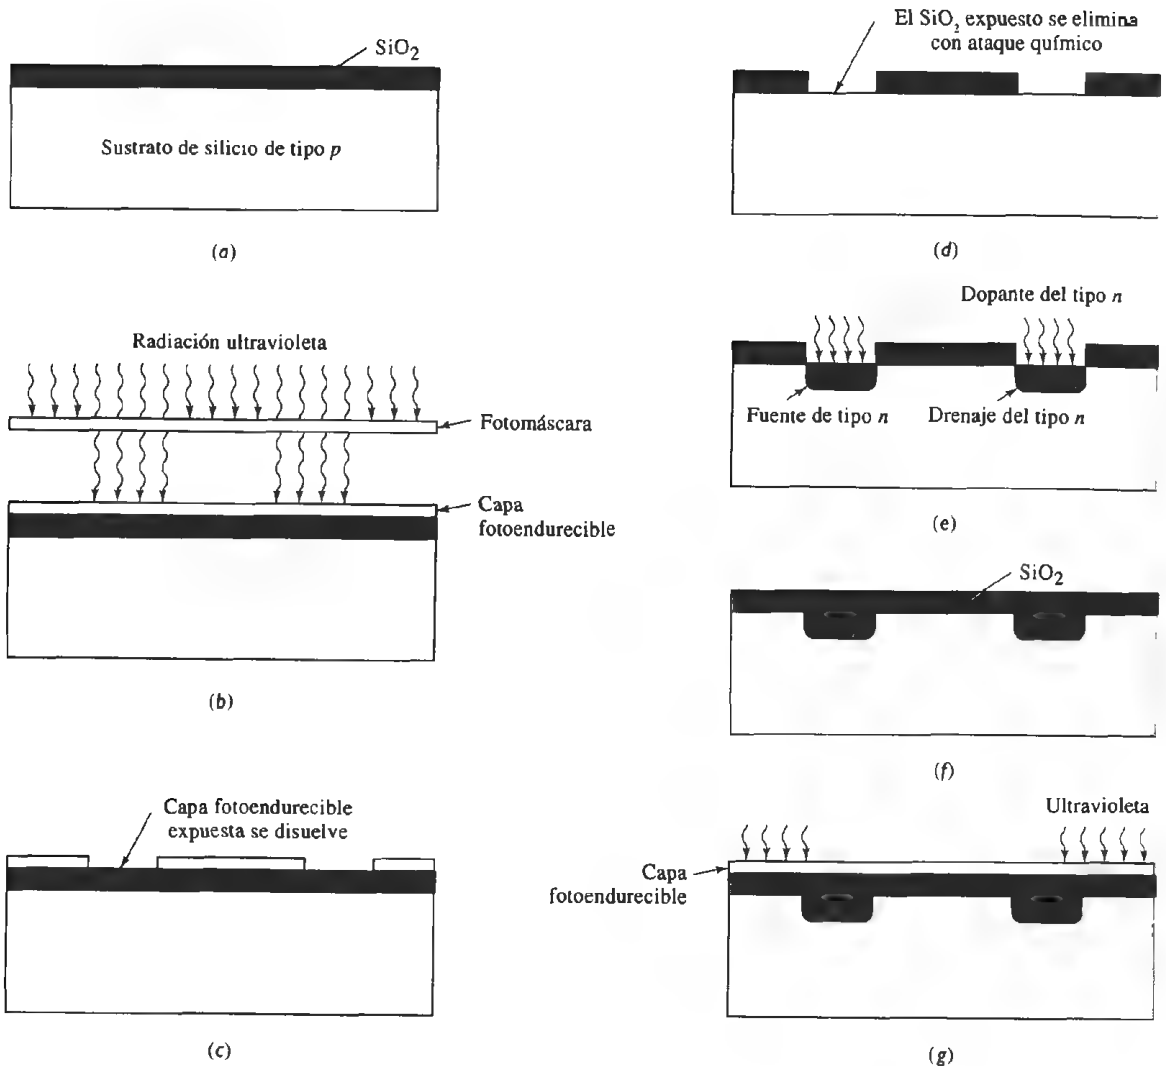 SiO2
Sustrato de silicio de tipo p
(a)
Radiación ultravioleta
Fotomáscara
Capa
fotoendurecible
(b)
Capa fotoendurecible
expuesta se disuelve
(c)
El SiO2 expuesto se elimina
con ataque químico
(d)
Dopante del tipo n
Fuente de tipo n
Drenaje del tipo n
(e)
SiO2
(f)
Ultravioleta
Capa
fotoendurecible
(g)